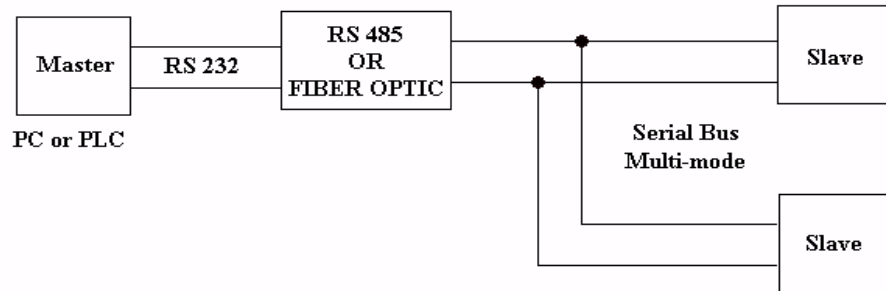 Master
PC or PLC
RS 232
RS 485
OR
FIBER OPTIC
Slave
Serial Bus
Multi-mode
Slave